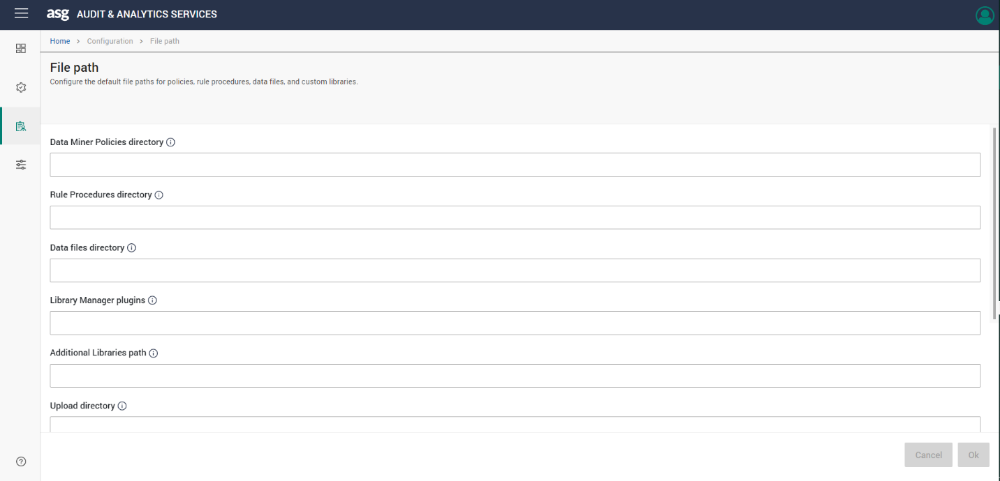 asg AUDIT & ANALYTICS SERVICES
Home > Configuration > File path
File path
Configure the default file paths for policies, rule procedures, data files, and custom libraries.
Data Miner Policies directory
Rule Procedures directory
Data files directory
Library Manager plugins
Additional Libraries path
Upload directory
Cancel Ok